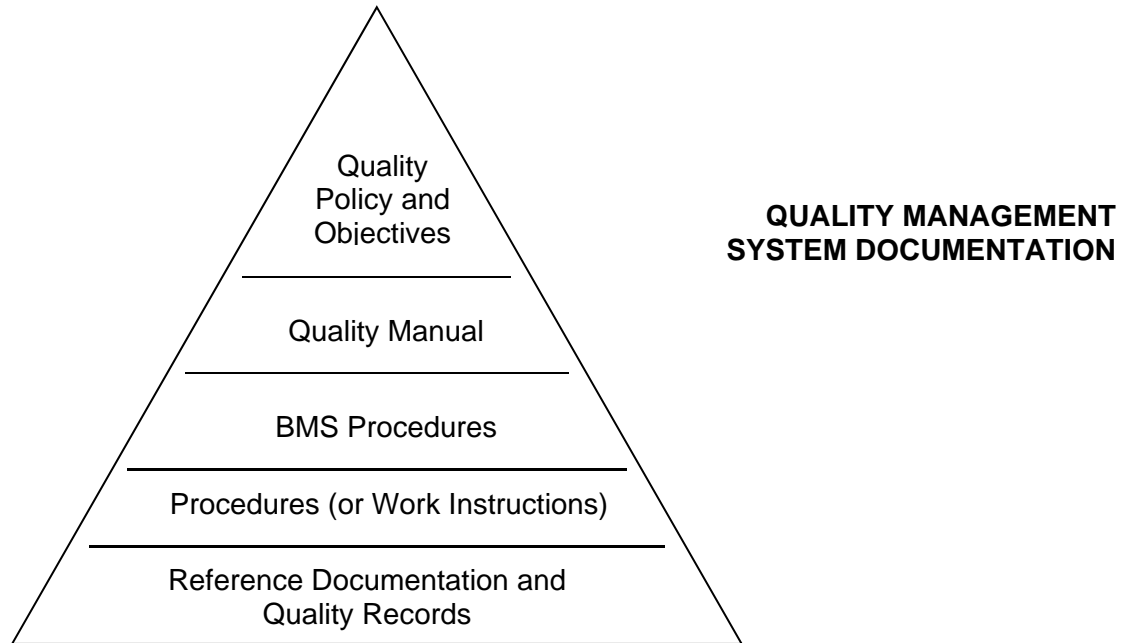 Quality
Policy and
Objectives
QUALITY MANAGEMENT
SYSTEM DOCUMENTATION
Quality Manual
BMS Procedures
Procedures (or Work Instructions)
Reference Documentation and
Quality Records